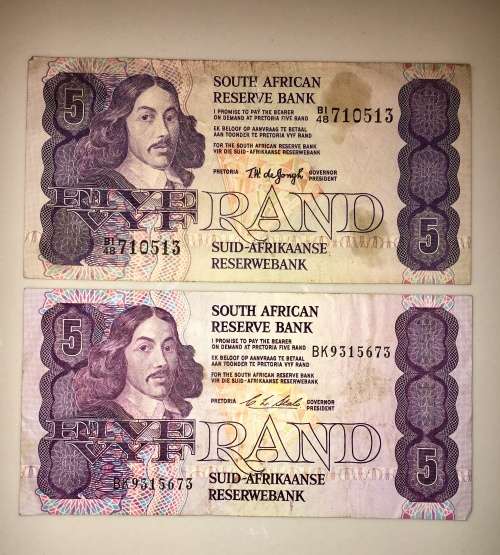 5
SOUTH AFRICAN
RESERVE BANK
I PROMISE TO PAY THE BEARER
ON DEMAND AT PRETORIA FIVE RAND
BI/48 710513
EK BELOOF OP AANVRAAG TE BETAAL
AAN TOONDER TE PRETORIA VYF RAND
FOR THE SOUTH AFRICAN RESERVE BANK
VIR DIE SUID-AFRIKAANSE RESERWEBANK
PRETORIA T.W. de Jongh GOVERNOR
PRESIDENT
FIVE
VYF RAND
BI/48 710513
SUID-AFRIKAANSE
RESERWEBANK
5
5
SOUTH AFRICAN
RESERVE BANK
I PROMISE TO PAY THE BEARER
ON DEMAND AT PRETORIA FIVE RAND
BK9315673
EK BELOOF OP AANVRAAG TE BETAAL
AAN TOONDER TE PRETORIA VYF RAND
FOR THE SOUTH AFRICAN RESERVE BANK
VIR DIE SUID-AFRIKAANSE RESERWEBANK
PRETORIA GOVERNOR
PRESIDENT
FIVE
VYF RAND
BK9315673
SUID-AFRIKAANSE
RESERWEBANK
5